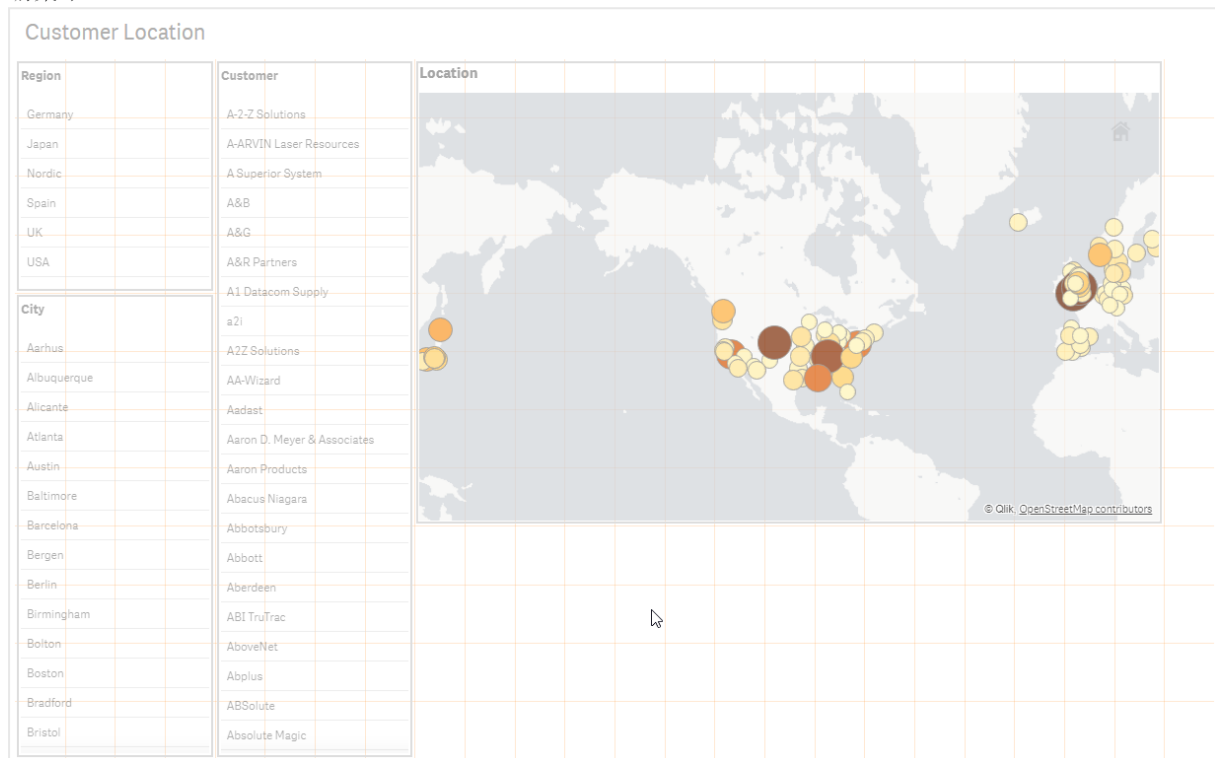 Customer Location
Region
Germany
Japan
Nordic
Spain
UK
USA
City
Aarhus
Albuquerque
Alicante
Atlanta
Austin
Baltimore
Barcelona
Bergen
Berlin
Birmingham
Bolton
Boston
Bradford
Bristol
Customer
A-2-Z Solutions
A-ARVIN Laser Resources
A Superior System
A&B
A&G
A&R Partners
A1 Datacom Supply
a2i
A2Z Solutions
AA-Wizard
Aadast
Aaron D. Meyer & Associates
Aaron Products
Abacus Niagara
Abbotsbury
Abbott
Aberdeen
ABI TruTrac
AboveNet
Abplus
ABSolute
Absolute Magic
Location
© Qlik, OpenStreetMap contributors